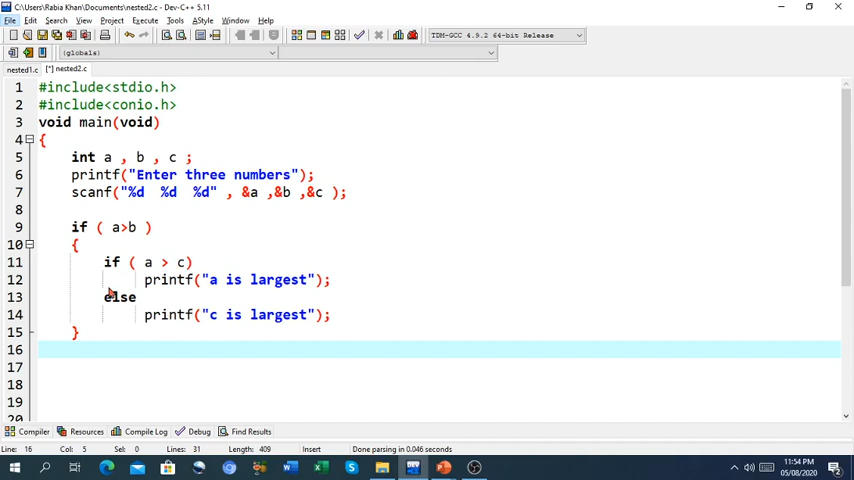 C:\Users\Rabia Khan\Documents\nested2.c - Dev-C++ 5.11
File Edit Search View Project Execute Tools AStyle Window Help
TDM-GCC 4.9.2 64-bit Release
(globals)
nested1.c [*] nested2.c
1 #include<stdio.h>
2 #include<conio.h>
3 void main(void)
4 {
5 int a , b , c ;
6 printf("Enter three numbers");
7 scanf("%d %d %d" , &a ,&b ,&c );
8
9 if ( a>b )
10 {
11 if ( a > c)
12 printf("a is largest");
13 else
14 printf("c is largest");
15 }
16
17
18
19
20
Compiler Resources Compile Log Debug Find Results
Line: 16 Col: 5 Sel: 0 Lines: 31 Length: 409 Insert Done parsing in 0.046 seconds
11:54 PM
05/08/2020